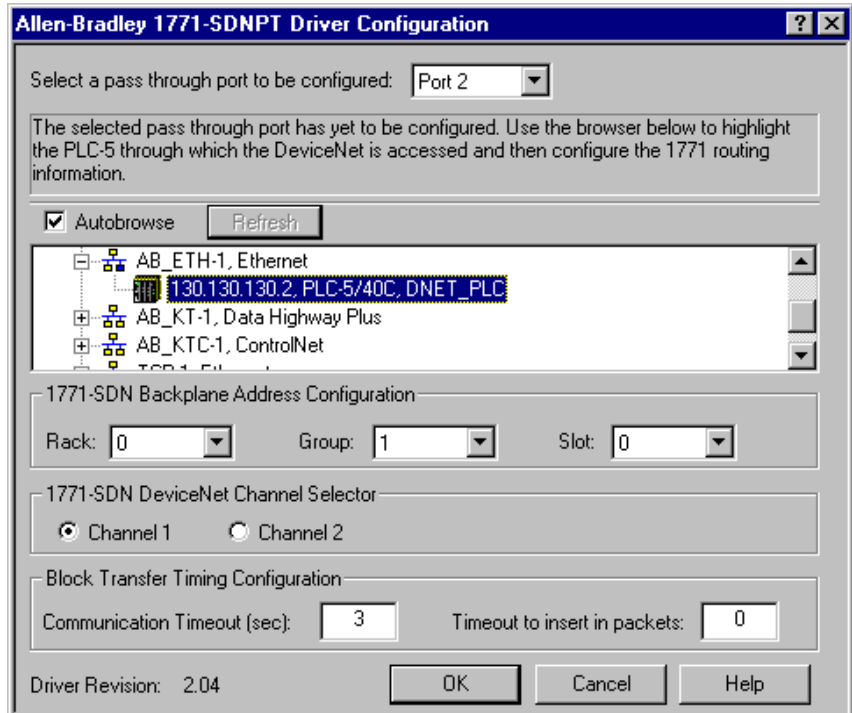 Allen-Bradley 1771-SDNPT Driver Configuration
Select a pass through port to be configured: Port 2
The selected pass through port has yet to be configured. Use the browser below to highlight
the PLC-5 through which the DeviceNet is accessed and then configure the 1771 routing
information.
Autobrowse Refresh
AB_ETH-1, Ethernet
130.130.130.2, PLC-5/40C, DNET_PLC
AB_KT-1, Data Highway Plus
AB_KTC-1, ControlNet
1771-SDN Backplane Address Configuration
Rack: 0 Group: 1 Slot: 0
1771-SDN DeviceNet Channel Selector
Channel 1 Channel 2
Block Transfer Timing Configuration
Communication Timeout (sec): 3 Timeout to insert in packets: 0
Driver Revision: 2.04 OK Cancel Help